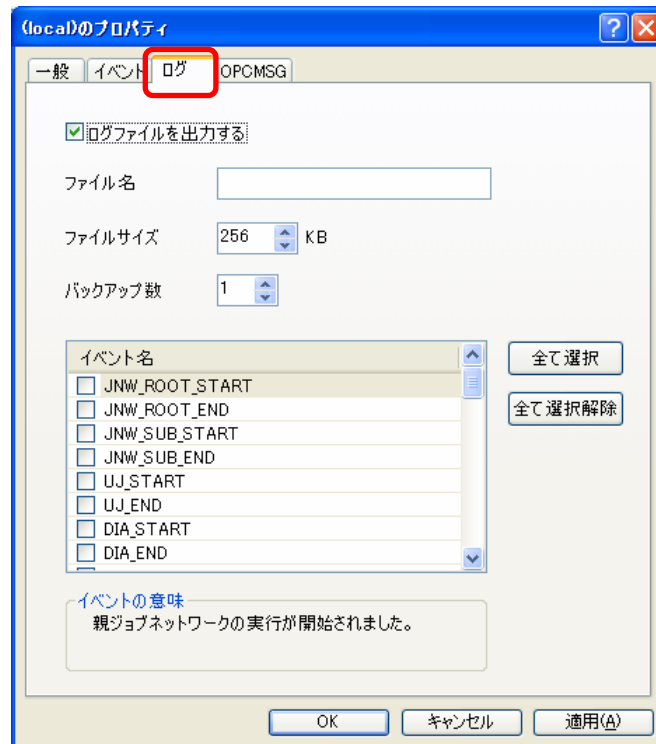 (local)のプロパティ
一般 イベント ログ OPCMSG
ログファイルを出力する
ファイル名
ファイルサイズ 256 KB
バックアップ数 1
イベント名 全て選択
JNW_ROOT_START
JNW_ROOT_END 全て選択解除
JNW_SUB_START
JNW_SUB_END
UJ_START
UJ_END
DIA_START
DIA_END
イベントの意味
親ジョブネットワークの実行が開始されました。
OK キャンセル 適用(A)